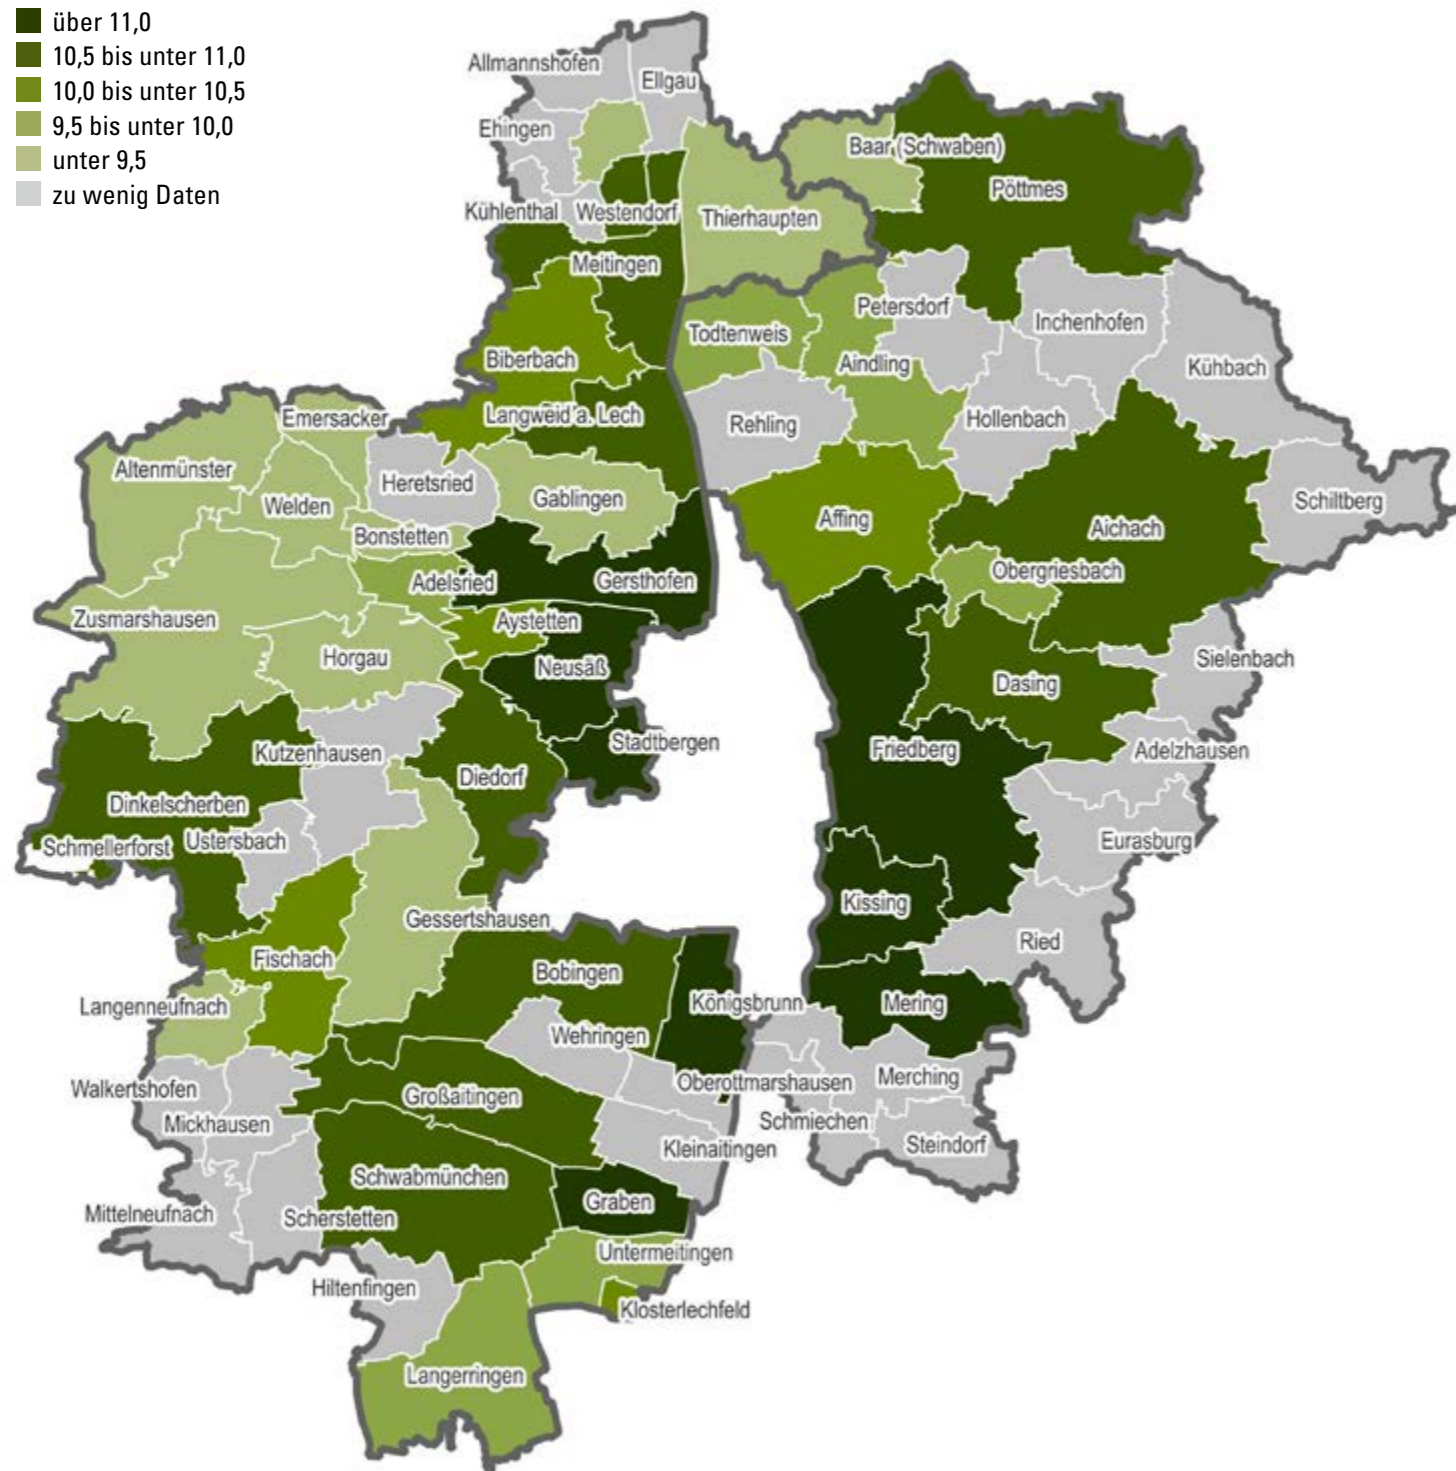 über 11,0
10,5 bis unter 11,0
10,0 bis unter 10,5
9,5 bis unter 10,0
unter 9,5
zu wenig Daten
Allmannshofen
Ellgau
Ehingen
Baar (Schwaben)
Pöttmes
Kühlenthal
Westendorf
Thierhaupten
Meitingen
Petersdorf
Inchenhofen
Todtenweis
Biberbach
Aindling
Kühbach
Emersacker
Langweid a. Lech
Rehling
Hollenbach
Altenmünster
Heretsried
Welden
Gablingen
Schiltberg
Affing
Aichach
Bonstetten
Adelsried
Gersthofen
Obergriesbach
Zusmarshausen
Aystetten
Horgau
Neusäß
Sielenbach
Dasing
Kutzenhausen
Stadtbergen
Friedberg
Adelzhausen
Diedorf
Dinkelscherben
Schmellerforst
Ustersbach
Eurasburg
Kissing
Gessertshausen
Ried
Fischach
Bobingen
Langenneufnach
Königsbrunn
Mering
Wehringen
Walkertshofen
Großaitingen
Oberottmarshausen
Merching
Mickhausen
Schmiechen
Kleinaitingen
Steindorf
Schwabmünchen
Graben
Mittelneufnach
Scherstetten
Untermeitingen
Hiltenfingen
Klosterlechfeld
Langerringen